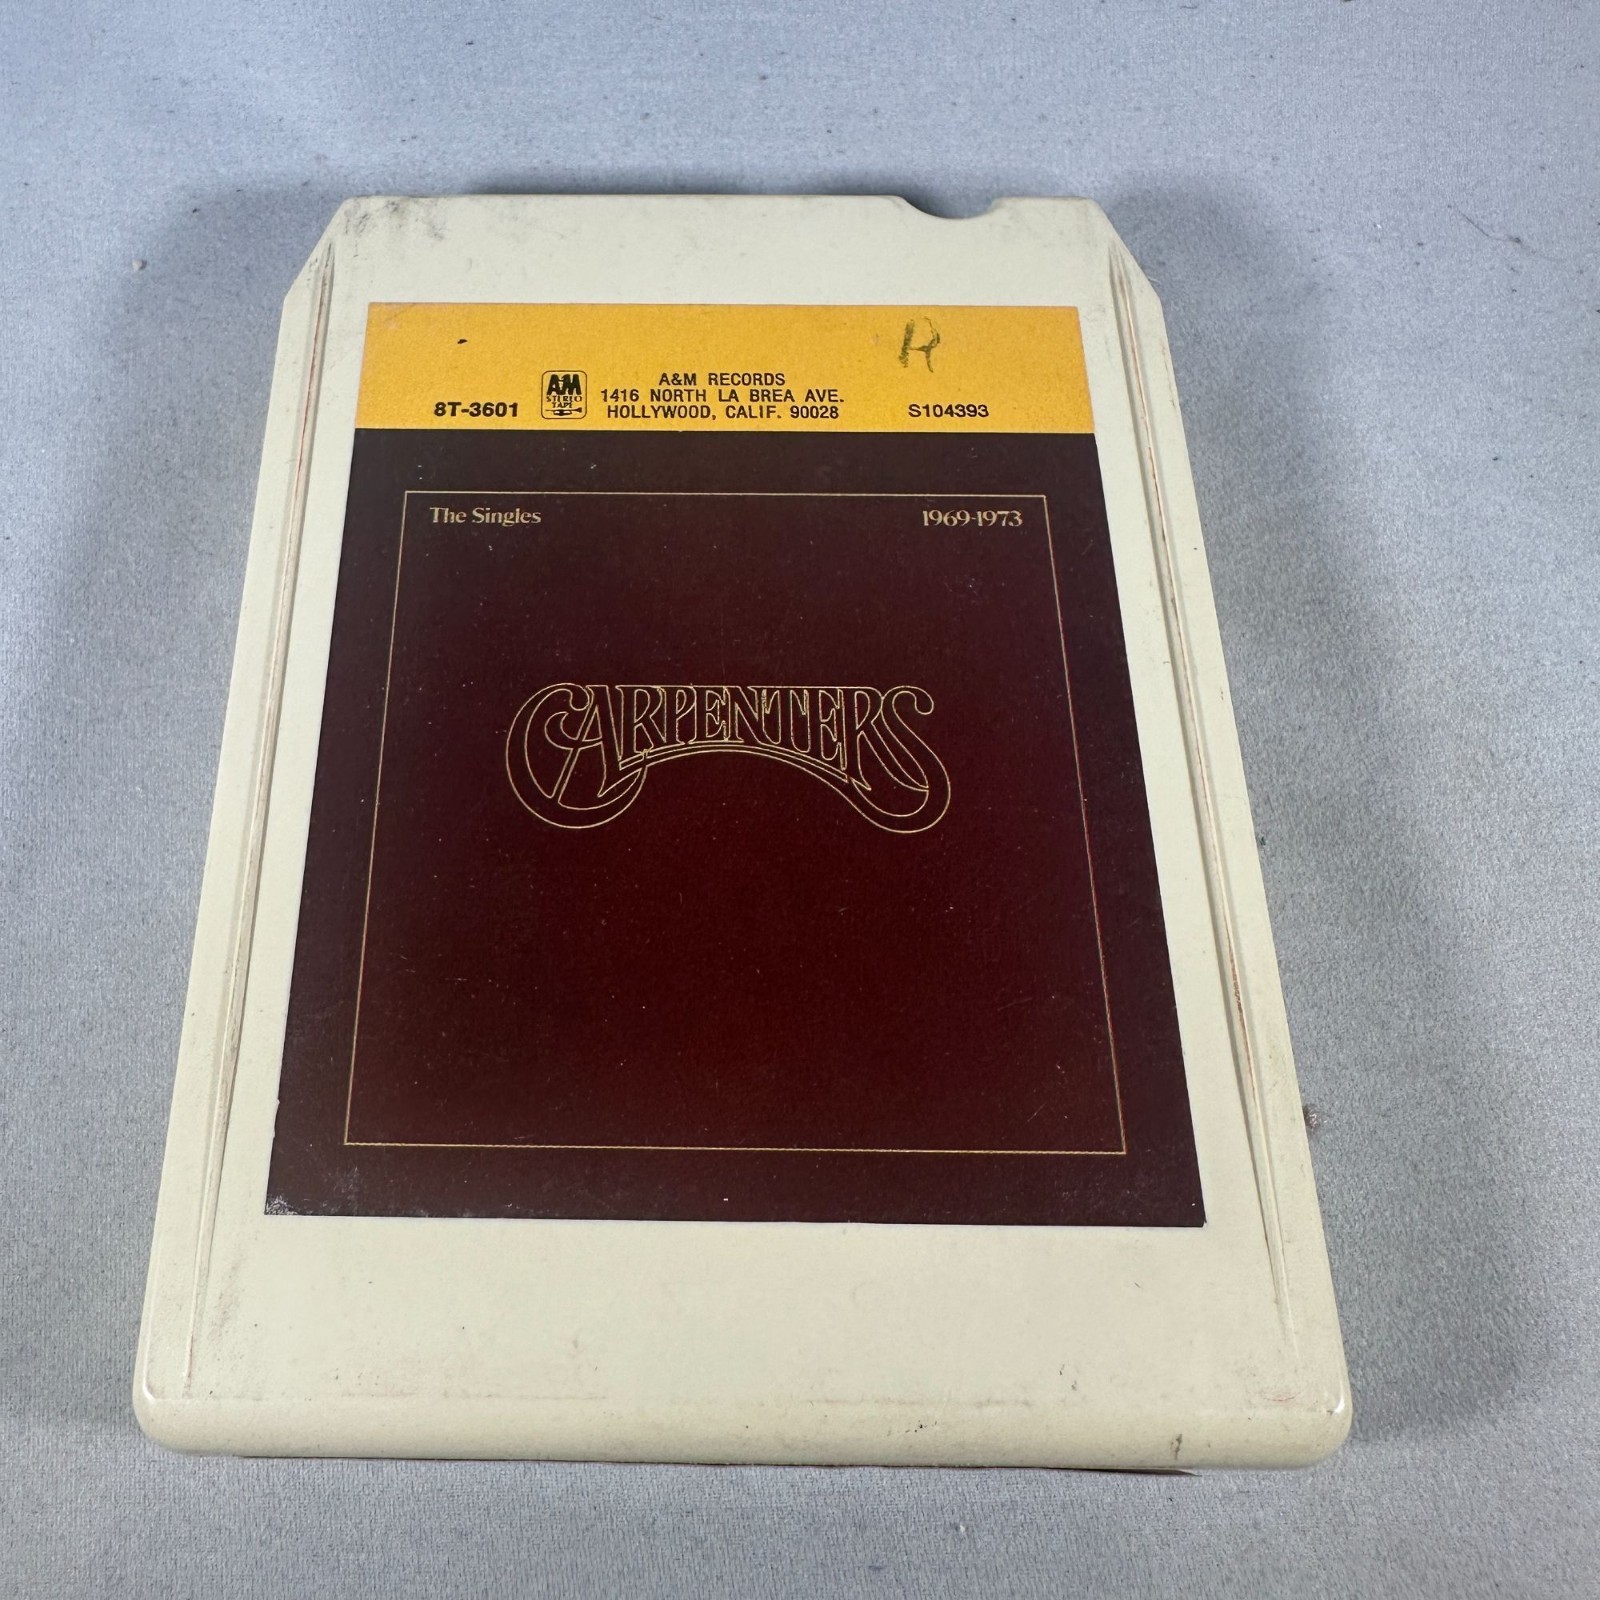 H
A&M RECORDS
1416 NORTH LA BREA AVE.
HOLLYWOOD, CALIF. 90028
8T-3601
A&M
STEREO
TAPE
S104393
The Singles
1969-1973
CARPENTERS